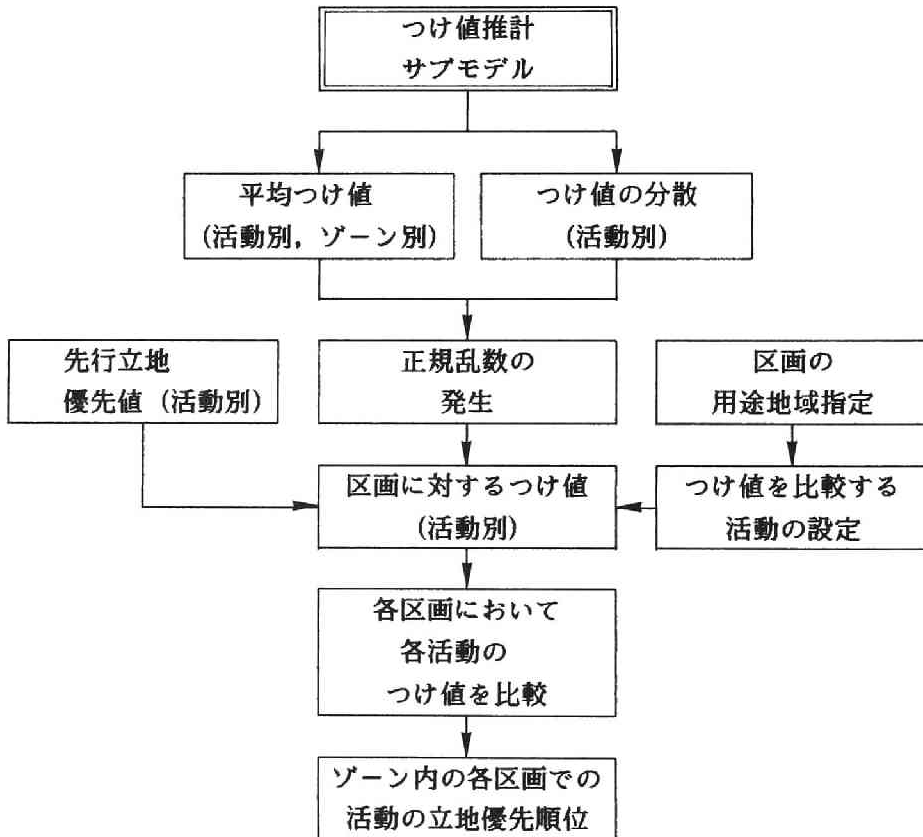 つけ値推計
サブモデル
平均つけ値
(活動別，ゾーン別)
つけ値の分散
(活動別)
先行立地
優先値 (活動別)
正規乱数の
発生
区画の
用途地域指定
区画に対するつけ値
(活動別)
つけ値を比較する
活動の設定
各区画において
各活動の
つけ値を比較
ゾーン内の各区画での
活動の立地優先順位